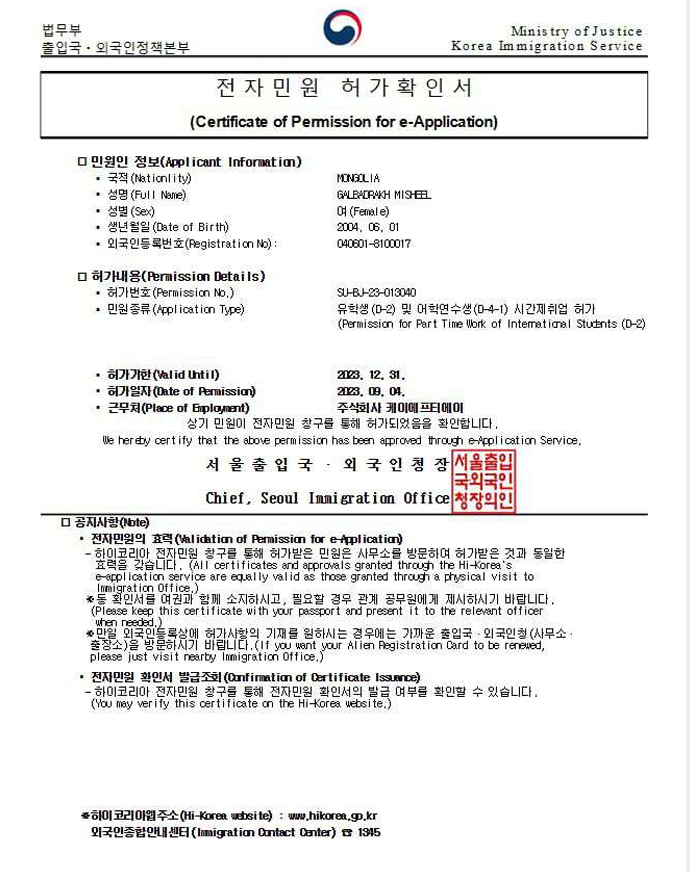 법무부
출입국·외국인정책본부
Ministry of Justice
Korea Immigration Service
전자민원 허가확인서
(Certificate of Permission for e-Application)
□ 민원인 정보(Applicant Information)
• 국적(Nationlity) MONGOLIA
• 성명(Full Name) GALBADRAKH MISHEEL
• 성별(Sex) 여(Female)
• 생년월일(Date of Birth) 2004. 06. 01
• 외국인등록번호(Registration No): 040601-8100017
□ 허가내용(Permission Details)
• 허가번호(Permission No.) SU-BJ-23-013040
• 민원종류(Application Type) 유학생(D-2) 및 어학연수생(D-4-1) 시간제취업 허가
(Permission for Part Time Work of International Students (D-2)
• 허가기한(Valid Until) 2023. 12. 31.
• 허가일자(Date of Permission) 2023. 09. 04.
• 근무처(Place of Employment) 주식회사 케이에프티에이
상기 민원이 전자민원 창구를 통해 허가되었음을 확인합니다.
We hereby certify that the above permission has been approved through e-Application Service.
서울출입국·외국인청장
Chief, Seoul Immigration Office
서울출입
국외국인
청장의인
□ 공지사항(Note)
• 전자민원의 효력(Validation of Permission for e-Application)
- 하이코리아 전자민원 창구를 통해 허가받은 민원은 사무소를 방문하여 허가받은 것과 동일한
효력을 갖습니다. (All certificates and approvals granted through the Hi-Korea's
e-application service are equally valid as those granted through a physical visit to
Immigration Office.)
※동 확인서를 여권과 함께 소지하시고, 필요할 경우 관계 공무원에게 제시하시기 바랍니다.
(Please keep this certificate with your passport and present it to the relevant officer
when needed.)
※만일 외국인등록상에 허가사항의 기재를 원하시는 경우에는 가까운 출입국·외국인청(사무소·
출장소)을 방문하시기 바랍니다.(If you want your Alien Registration Card to be renewed,
please just visit nearby Immigration Office.)
• 전자민원 확인서 발급조회(Confirmation of Certificate Issuance)
- 하이코리아 전자민원 창구를 통해 전자민원 확인서의 발급 여부를 확인할 수 있습니다.
(You may verify this certificate on the Hi-Korea website.)
※하이코리아웹주소(Hi-Korea website) : www.hikorea.go.kr
외국인종합안내센터(Immigration Contact Center) ☎ 1345